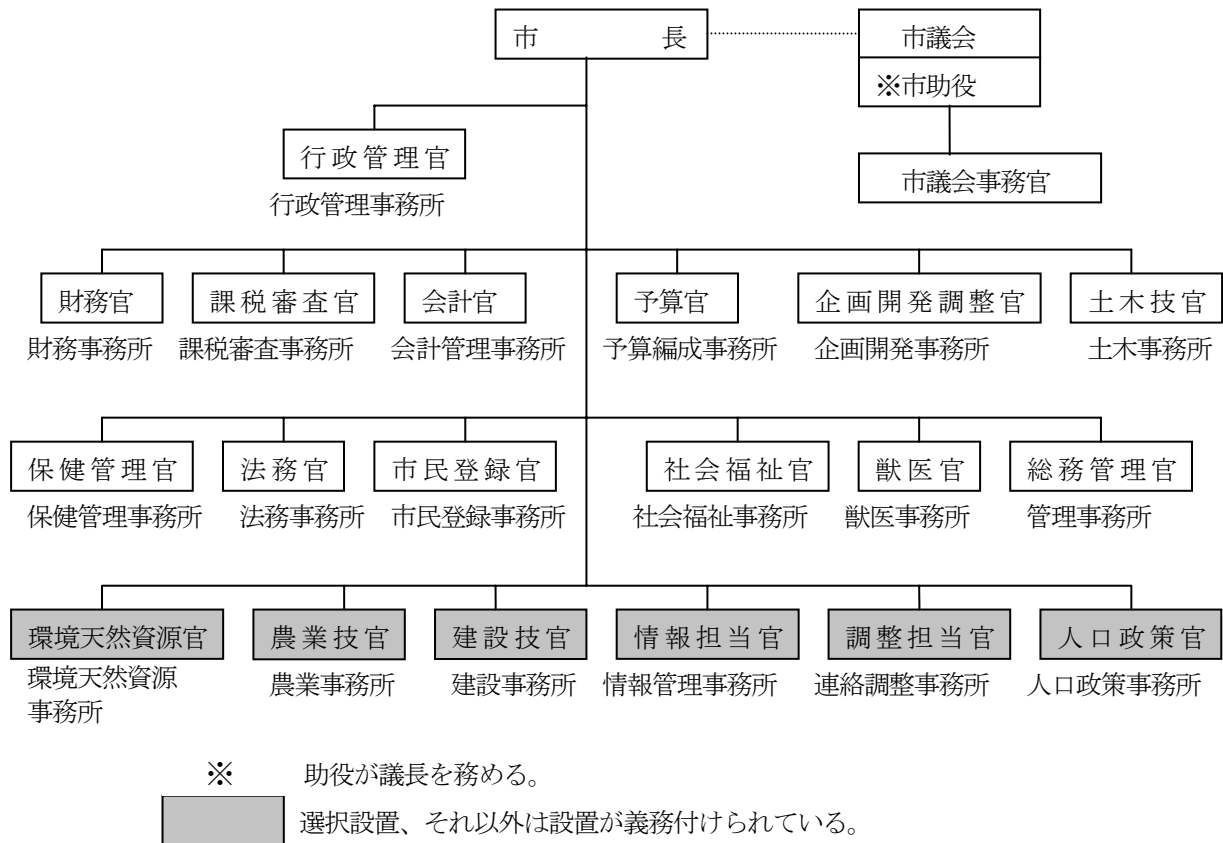 市　　　長
市議会
※市助役
行政管理官
市議会事務官
行政管理事務所
財務官 課税審査官 会計官 予算官 企画開発調整官 土木技官
財務事務所 課税審査事務所 会計管理事務所 予算編成事務所 企画開発事務所 土木事務所
保健管理官 法務官 市民登録官 社会福祉官 獣医官 総務管理官
保健管理事務所 法務事務所 市民登録事務所 社会福祉事務所 獣医事務所 管理事務所
環境天然資源官 農業技官 建設技官 情報担当官 調整担当官 人口政策官
環境天然資源 農業事務所 建設事務所 情報管理事務所 連絡調整事務所 人口政策事務所
事務所
※ 助役が議長を務める。
選択設置、それ以外は設置が義務付けられている。